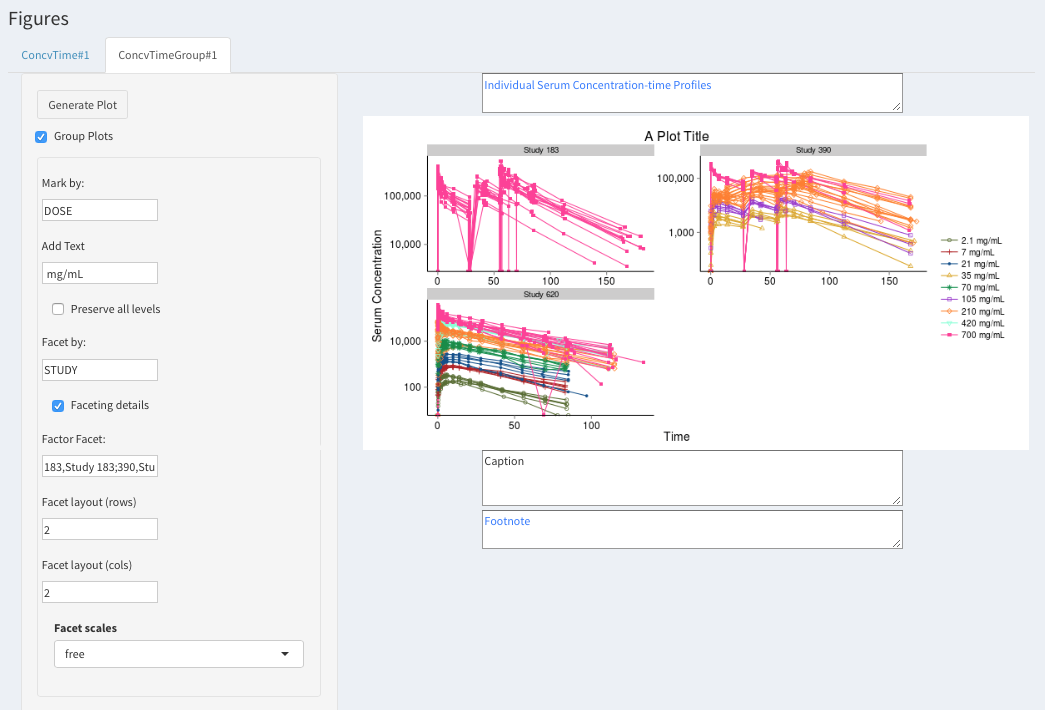 Figures
ConcvTime#1
ConcvTimeGroup#1
Generate Plot
Group Plots
Mark by:
DOSE
Add Text
mg/mL
Preserve all levels
Facet by:
STUDY
Faceting details
Factor Facet:
183,Study 183;390,Stu
Facet layout (rows)
2
Facet layout (cols)
2
Facet scales
free
Individual Serum Concentration-time Profiles
A Plot Title
Study 183
Study 390
100,000
10,000
0 50 100 150
100,000
1,000
0 50 100 150
Study 620
10,000
100
0 50 100
Serum Concentration
Time
2.1 mg/mL
7 mg/mL
21 mg/mL
35 mg/mL
70 mg/mL
105 mg/mL
210 mg/mL
420 mg/mL
700 mg/mL
Caption
Footnote